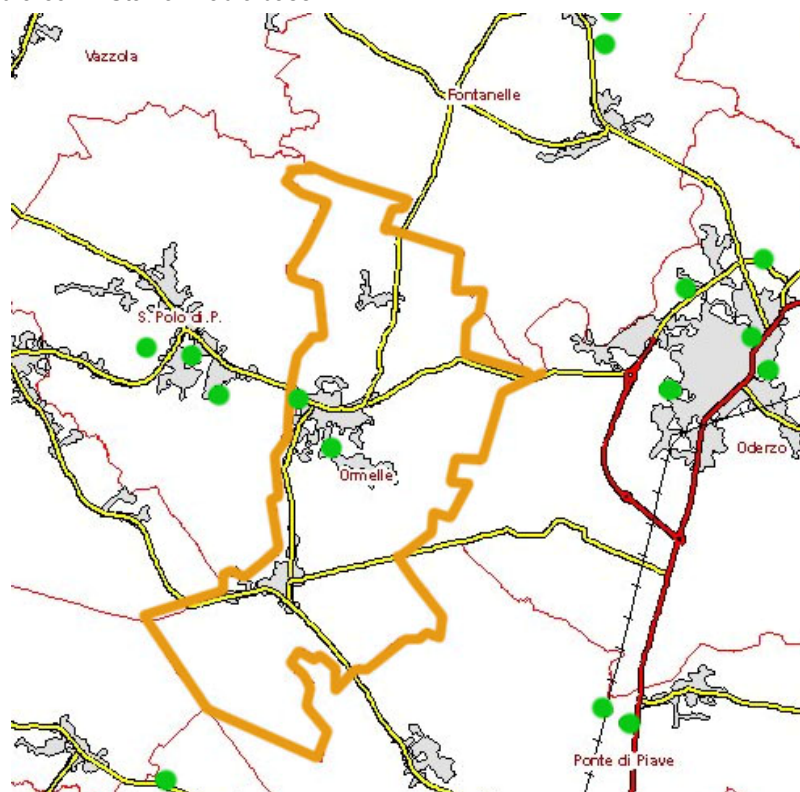 Vazzola
Fontanelle
S. Polo di P.
Oderzo
Ormelle
Ponte di Piave